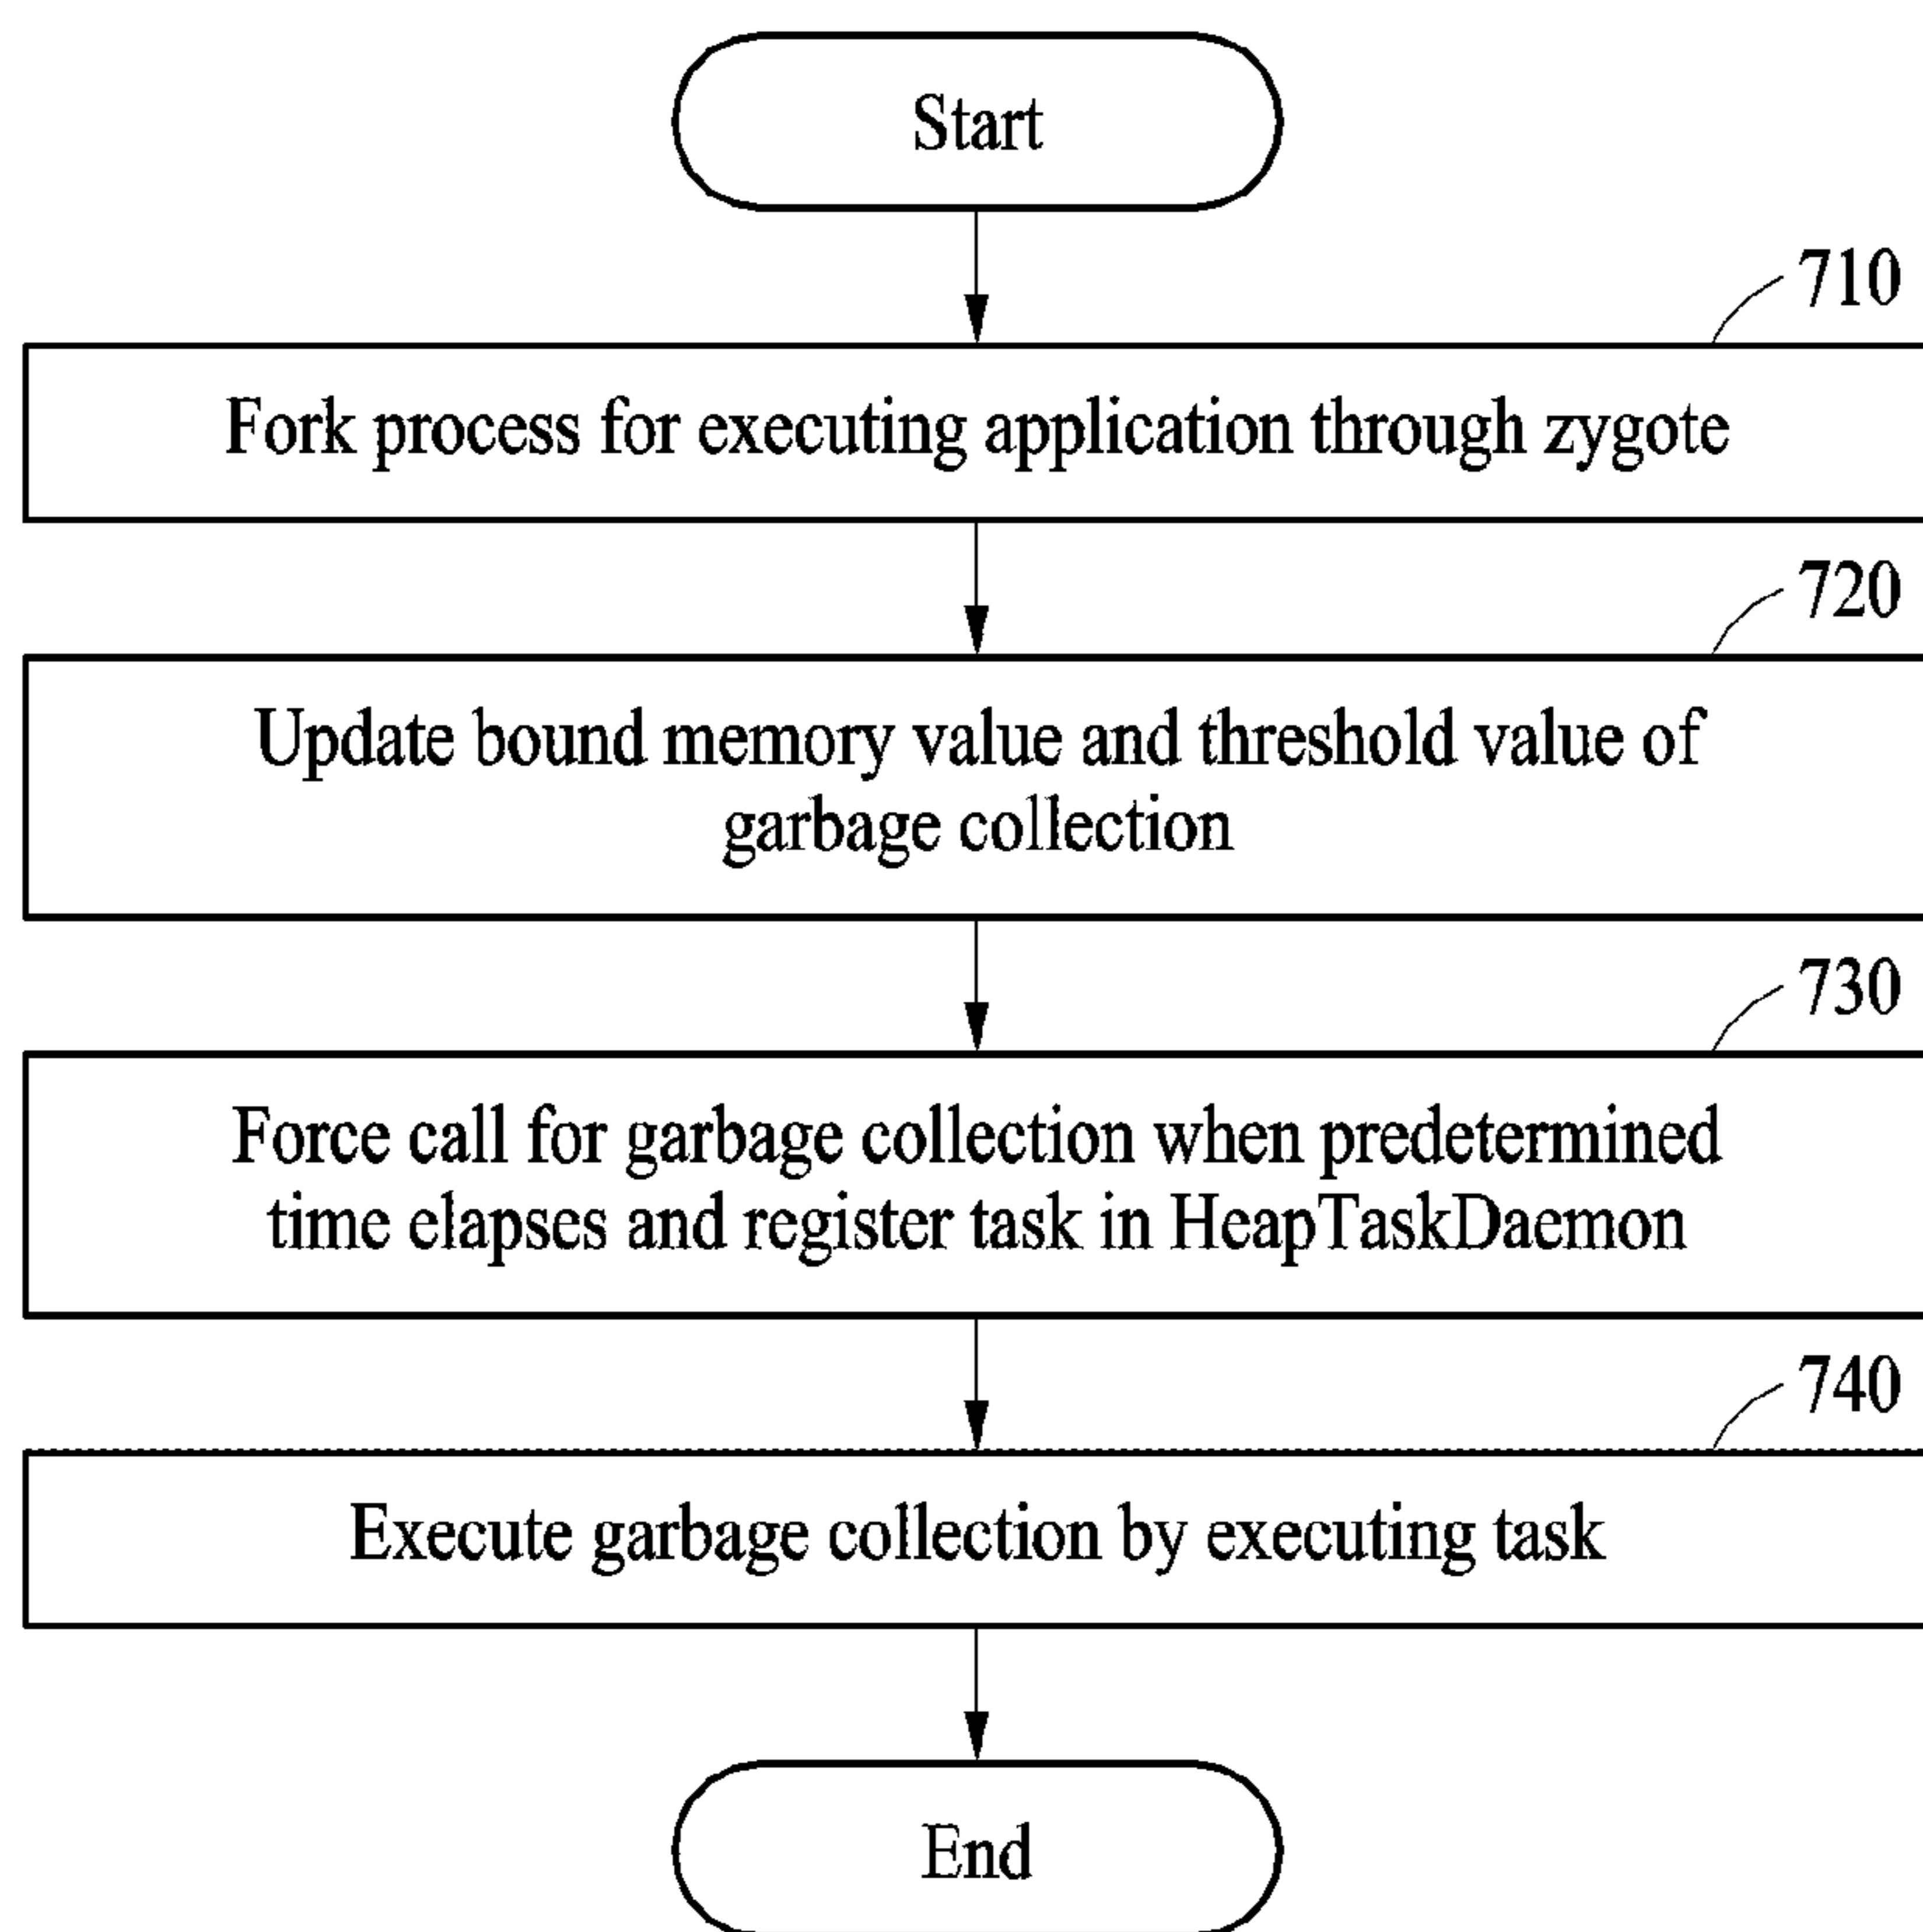 Start
710
Fork process for executing application through zygote
720
Update bound memory value and threshold value of
garbage collection
730
Force call for garbage collection when predetermined
time elapses and register task in HeapTaskDaemon
740
Execute garbage collection by executing task
End